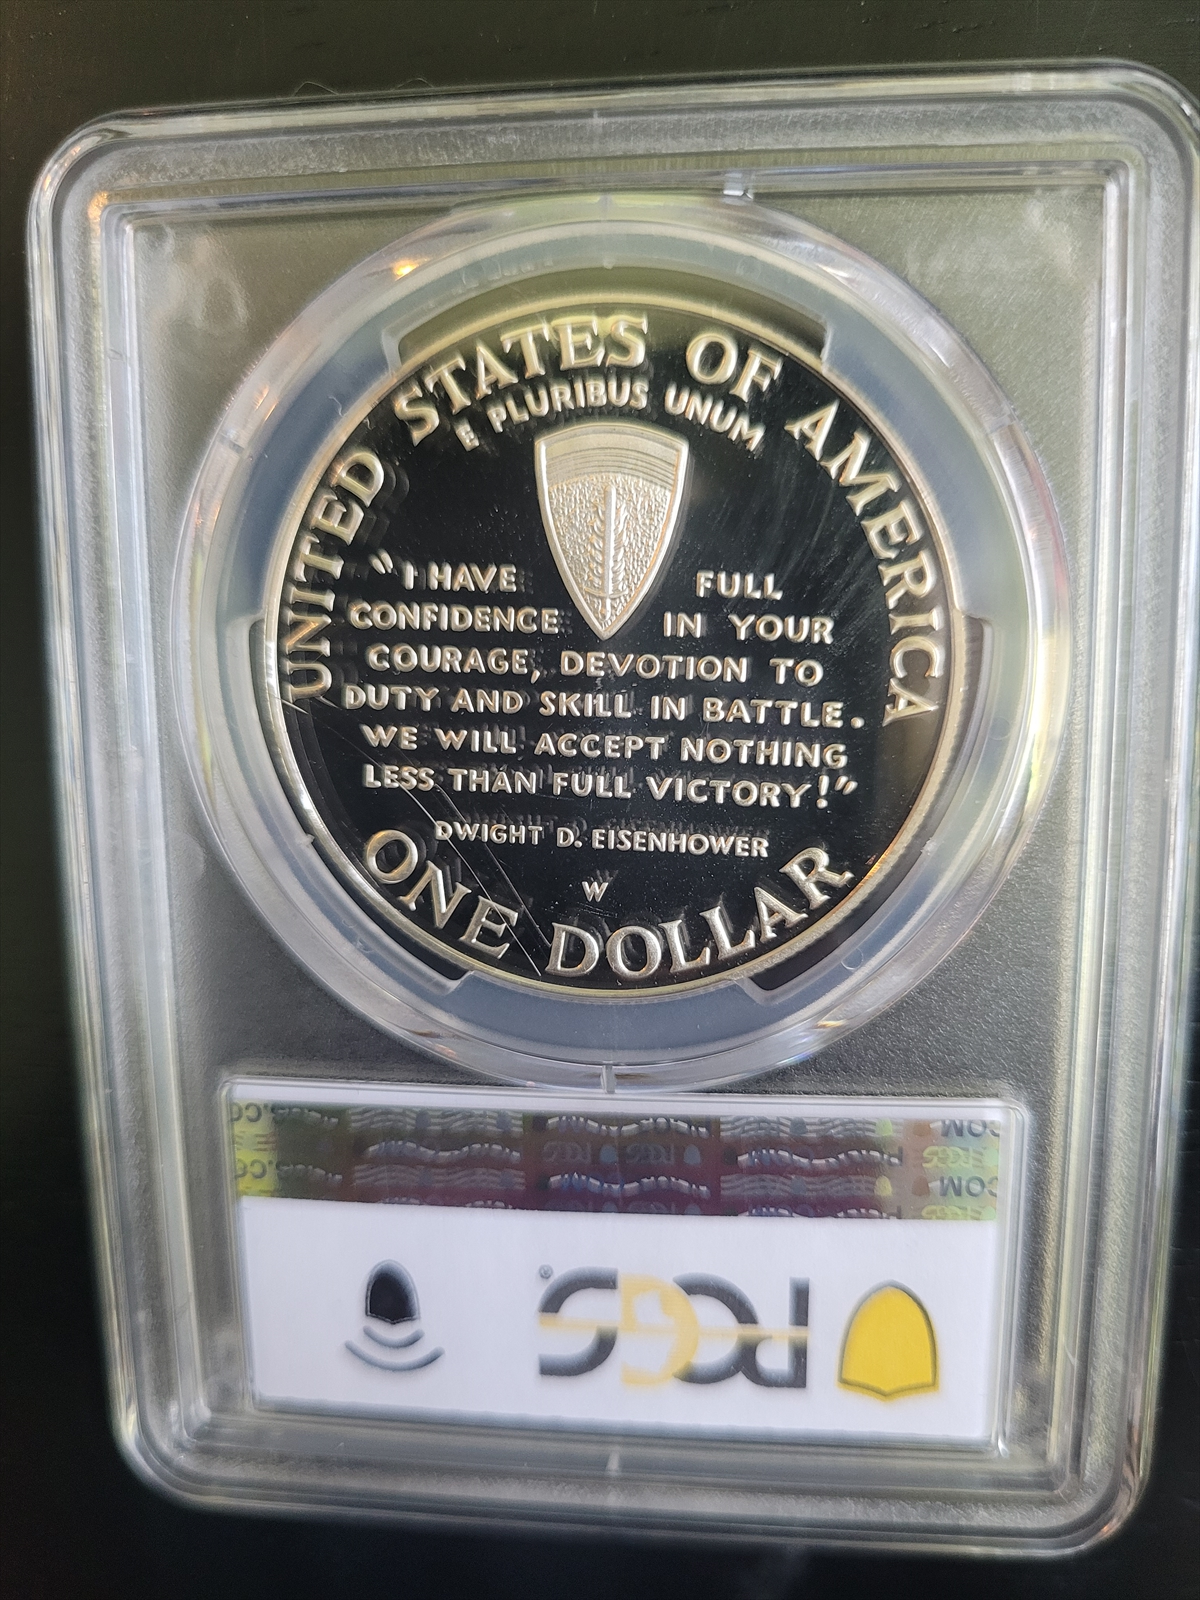 UNITED STATES OF AMERICA
E PLURIBUS UNUM
"I HAVE FULL
CONFIDENCE IN YOUR
COURAGE, DEVOTION TO
DUTY AND SKILL IN BATTLE.
WE WILL ACCEPT NOTHING
LESS THAN FULL VICTORY!"
DWIGHT D. EISENHOWER
W
ONE DOLLAR
PCGS®